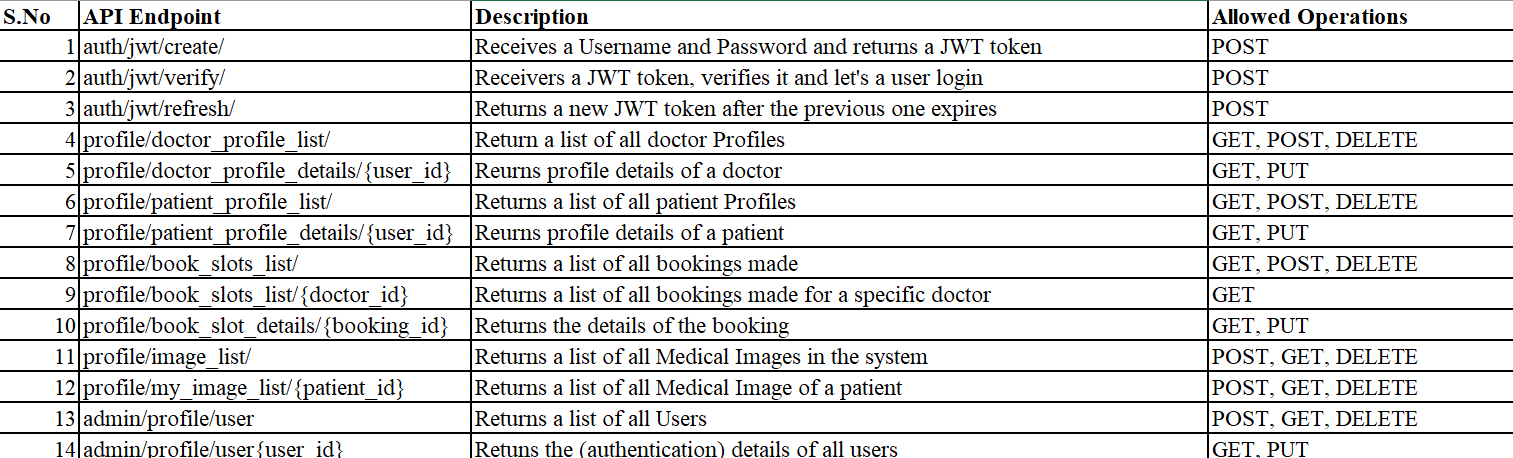 S.No API Endpoint Description Allowed Operations
1 auth/jwt/create/ Receives a Username and Password and returns a JWT token POST
2 auth/jwt/verify/ Receivers a JWT token, verifies it and let's a user login POST
3 auth/jwt/refresh/ Returns a new JWT token after the previous one expires POST
4 profile/doctor_profile_list/ Return a list of all doctor Profiles GET, POST, DELETE
5 profile/doctor_profile_details/{user_id} Reurns profile details of a doctor GET, PUT
6 profile/patient_profile_list/ Returns a list of all patient Profiles GET, POST, DELETE
7 profile/patient_profile_details/{user_id} Reurns profile details of a patient GET, PUT
8 profile/book_slots_list/ Returns a list of all bookings made GET, POST, DELETE
9 profile/book_slots_list/{doctor_id} Returns a list of all bookings made for a specific doctor GET
10 profile/book_slot_details/{booking_id} Returns the details of the booking GET, PUT
11 profile/image_list/ Returns a list of all Medical Images in the system POST, GET, DELETE
12 profile/my_image_list/{patient_id} Returns a list of all Medical Image of a patient POST, GET, DELETE
13 admin/profile/user Returns a list of all Users POST, GET, DELETE
14 admin/profile/user{user_id} Retuns the (authentication) details of all users GET, PUT